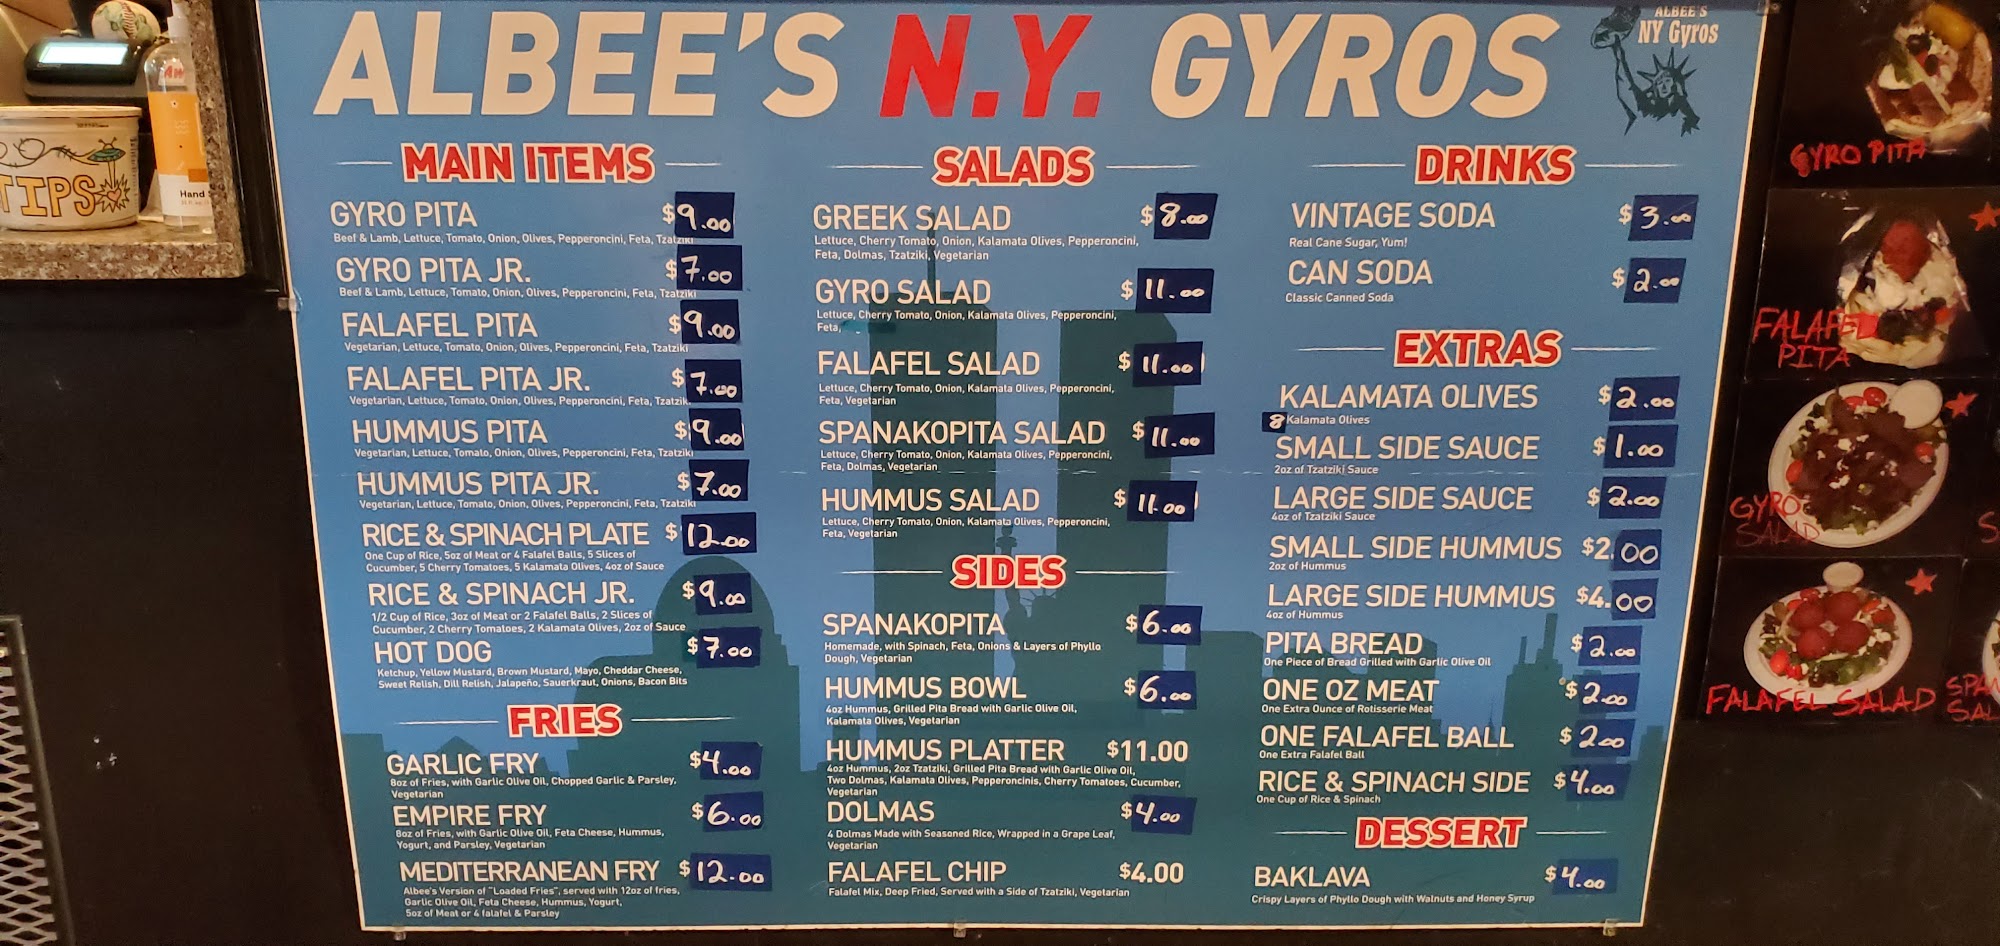 ALBEE'S N.Y. GYROS
ALBEE'S
NY Gyros
MAIN ITEMS
GYRO PITA $9.00
Beef & Lamb, Lettuce, Tomato, Onion, Olives, Pepperoncini, Feta, Tzatziki
GYRO PITA JR. $7.00
Beef & Lamb, Lettuce, Tomato, Onion, Olives, Pepperoncini, Feta, Tzatziki
FALAFEL PITA $9.00
Vegetarian, Lettuce, Tomato, Onion, Olives, Pepperoncini, Feta, Tzatziki
FALAFEL PITA JR. $7.00
Vegetarian, Lettuce, Tomato, Onion, Olives, Pepperoncini, Feta, Tzatzik
HUMMUS PITA $9.00
Vegetarian, Lettuce, Tomato, Onion, Olives, Pepperoncini, Feta, Tzatziki
HUMMUS PITA JR. $7.00
Vegetarian, Lettuce, Tomato, Onion, Olives, Pepperoncini, Feta, Tzatziki
RICE & SPINACH PLATE $12.00
One Cup of Rice, 5oz of Meat or 4 Falafel Balls, 5 Slices of
Cucumber, 5 Cherry Tomatoes, 5 Kalamata Olives, 4oz of Sauce
RICE & SPINACH JR. $9.00
1/2 Cup of Rice, 3oz of Meat or 2 Falafel Balls, 2 Slices of
Cucumber, 2 Cherry Tomatoes, 2 Kalamata Olives, 2oz of Sauce
HOT DOG $7.00
Ketchup, Yellow Mustard, Brown Mustard, Mayo, Cheddar Cheese,
Sweet Relish, Dill Relish, Jalapeño, Sauerkraut, Onions, Bacon Bits
FRIES
GARLIC FRY $4.00
8oz of Fries, with Garlic Olive Oil, Chopped Garlic & Parsley,
Vegetarian
EMPIRE FRY $6.00
8oz of Fries, with Garlic Olive Oil, Feta Cheese, Hummus,
Yogurt, and Parsley, Vegetarian
MEDITERRANEAN FRY $12.00
Albee's Version of "Loaded Fries", served with 12oz of fries,
Garlic Olive Oil, Feta Cheese, Hummus, Yogurt,
5oz of Meat or 4 falafel & Parsley
SALADS
GREEK SALAD $8.00
Lettuce, Cherry Tomato, Onion, Kalamata Olives, Pepperoncini,
Feta, Dolmas, Tzatziki, Vegetarian
GYRO SALAD $11.00
Lettuce, Cherry Tomato, Onion, Kalamata Olives, Pepperoncini,
Feta,
FALAFEL SALAD $11.00
Lettuce, Cherry Tomato, Onion, Kalamata Olives, Pepperoncini,
Feta, Vegetarian
SPANAKOPITA SALAD $11.00
Lettuce, Cherry Tomato, Onion, Kalamata Olives, Pepperoncini,
Feta, Dolmas, Vegetarian
HUMMUS SALAD $11.00
Lettuce, Cherry Tomato, Onion, Kalamata Olives, Pepperoncini,
Feta, Vegetarian
SIDES
SPANAKOPITA $6.00
Homemade, with Spinach, Feta, Onions & Layers of Phyllo
Dough, Vegetarian
HUMMUS BOWL $6.00
4oz Hummus, Grilled Pita Bread with Garlic Olive Oil,
Kalamata Olives, Vegetarian
HUMMUS PLATTER $11.00
4oz Hummus, 2oz Tzatziki, Grilled Pita Bread with Garlic Olive Oil,
Two Dolmas, Kalamata Olives, Pepperoncinis, Cherry Tomatoes, Cucumber,
Vegetarian
DOLMAS $4.00
4 Dolmas Made with Seasoned Rice, Wrapped in a Grape Leaf,
Vegetarian
FALAFEL CHIP $4.00
Falafel Mix, Deep Fried, Served with a Side of Tzatziki, Vegetarian
DRINKS
VINTAGE SODA $3.00
Real Cane Sugar, Yum!
CAN SODA $2.00
Classic Canned Soda
EXTRAS
KALAMATA OLIVES $2.00
8 Kalamata Olives
SMALL SIDE SAUCE $1.00
2oz of Tzatziki Sauce
LARGE SIDE SAUCE $2.00
4oz of Tzatziki Sauce
SMALL SIDE HUMMUS $2.00
2oz of Hummus
LARGE SIDE HUMMUS $4.00
4oz of Hummus
PITA BREAD $2.00
One Piece of Bread Grilled with Garlic Olive Oil
ONE OZ MEAT $2.00
One Extra Ounce of Rotisserie Meat
ONE FALAFEL BALL $2.00
One Extra Falafel Ball
RICE & SPINACH SIDE $4.00
One Cup of Rice & Spinach
DESSERT
BAKLAVA $4.00
Crispy Layers of Phyllo Dough with Walnuts and Honey Syrup
TIPS
Hand
GYRO PITA
FALAFEL
PITA
GYRO
SALAD
S
FALAFEL SALAD
SPA
SAL